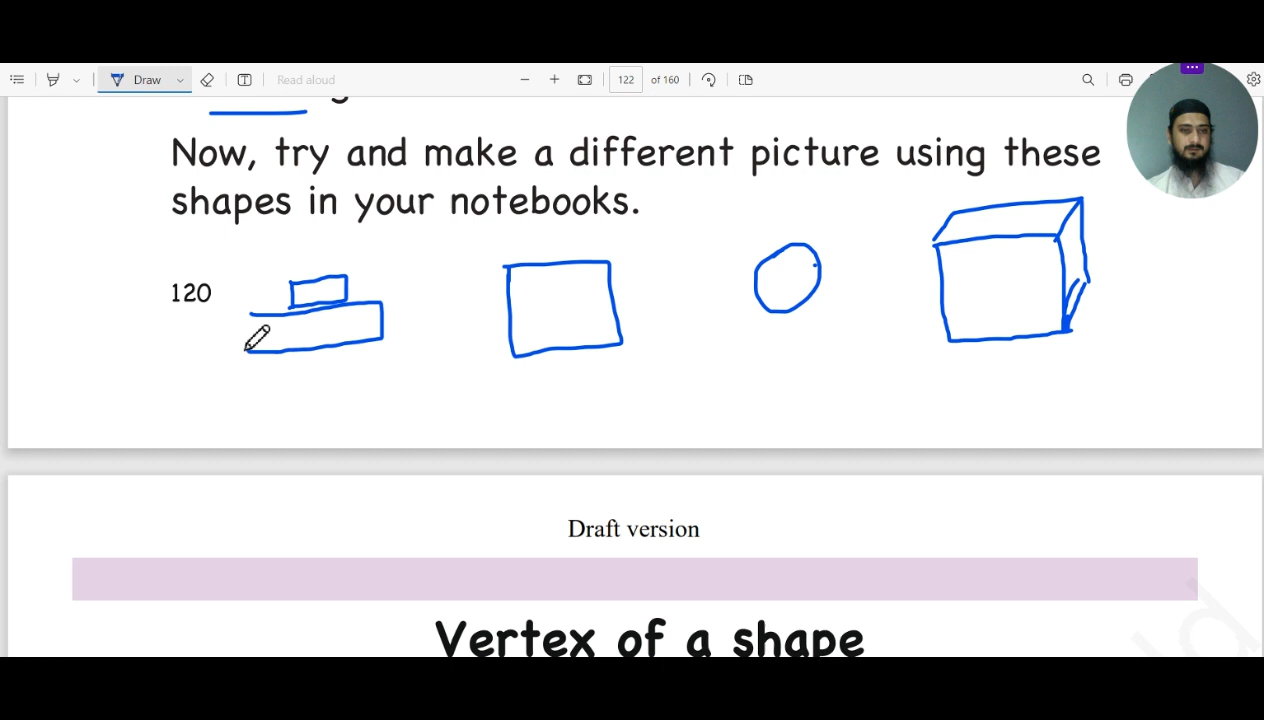 Draw
Read aloud
122 of 160
Now, try and make a different picture using these
shapes in your notebooks.
120
Draft version
Vertex of a shape